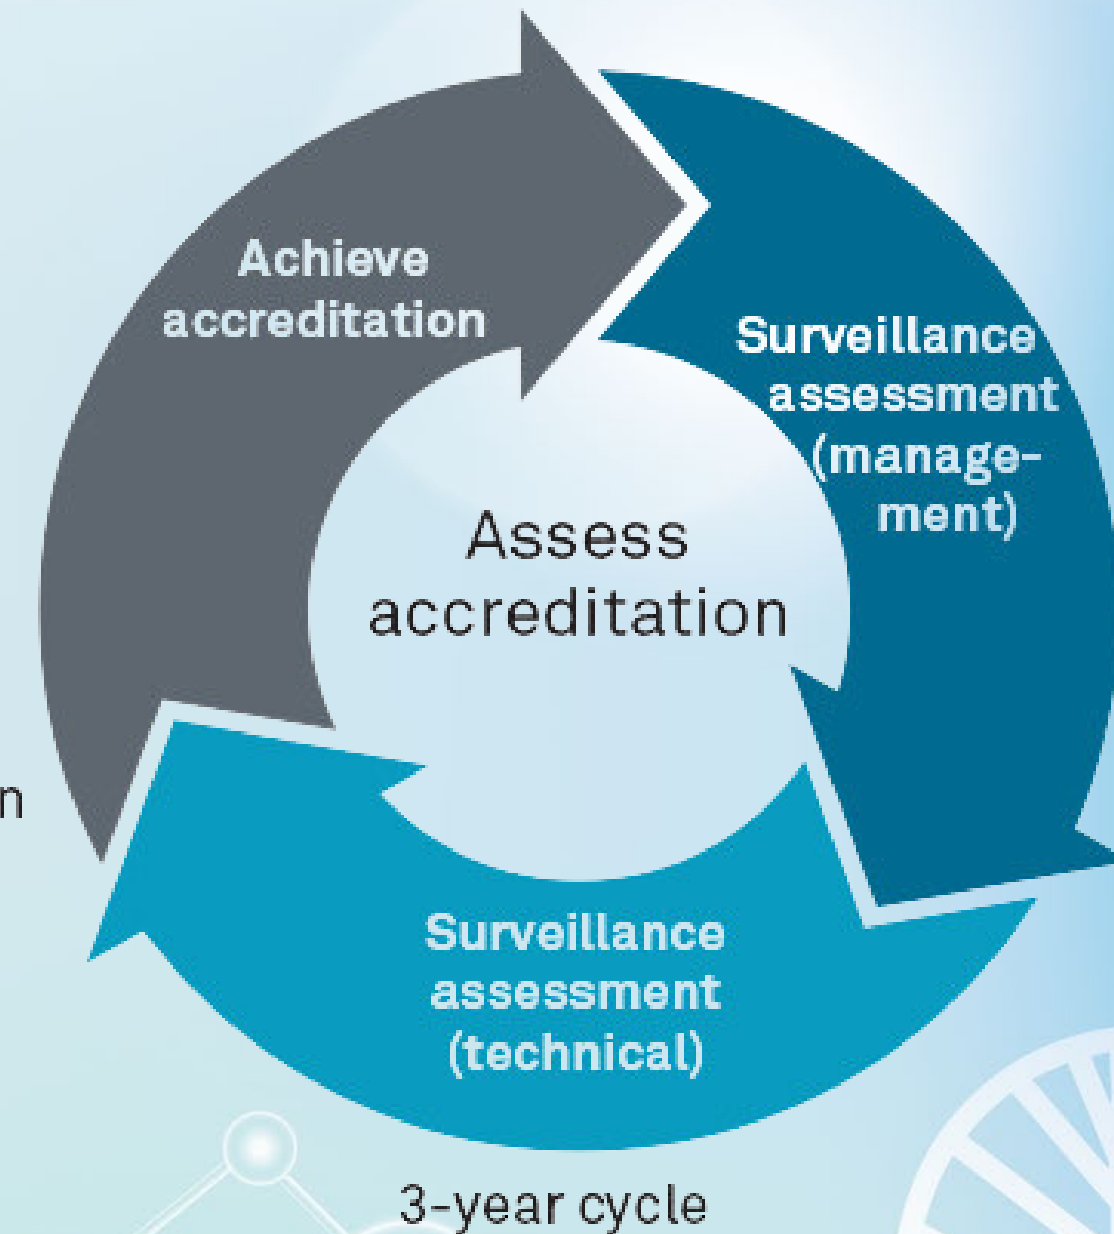 Achieve
accreditation
Surveillance
assessment
(manage-
ment)
Assess
accreditation
n
Surveillance
assessment
(technical)
3-year cycle